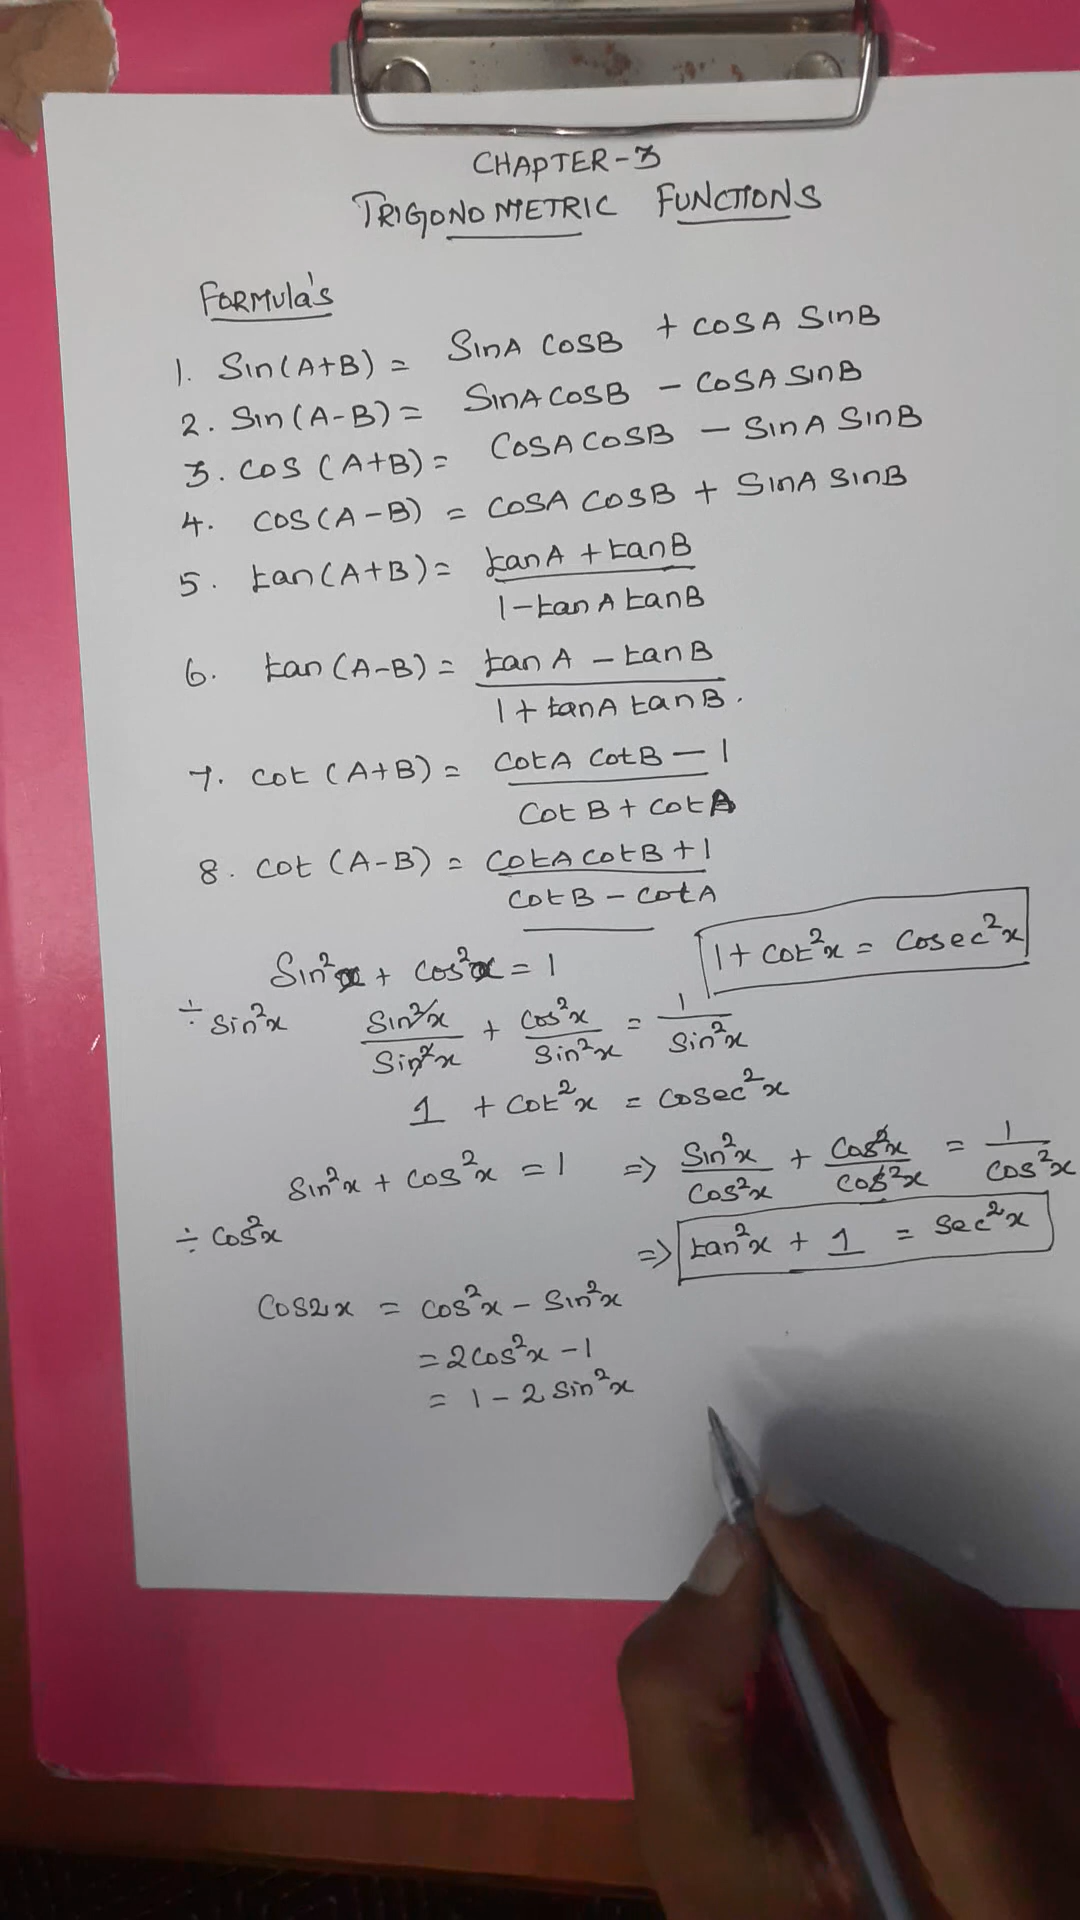 CHAPTER-3
TRIGONOMETRIC FUNCTIONS
FORMula's
1. Sin(A+B) = SinA COSB + COSA SinB
2. Sin(A-B) = SinA COSB - COSA SinB
3. COS (A+B) = COSA COSB - SinA SinB
4. COS(A-B) = COSA COSB + SinA SinB
5. tan(A+B) = tanA + tanB
1-tanA tanB
6. tan(A-B) = tanA - tanB
1+ tanA tanB.
7. cot (A+B) = cotA cotB - 1
cotB + cotA
8. cot (A-B) = cotA cotB + 1
cotB - cotA
1+ cot²x = cosec²x
Sin²x + cos²x = 1
÷ sin²x Sin²x/Sin²x + cos²x/sin²x = 1/sin²x
1 + cot²x = cosec²x
Sin²x + cos²x = 1 => Sin²x/cos²x + cos²x/cos²x = 1/cos²x
÷ cos²x => tan²x + 1 = sec²x
COS2x = cos²x - Sin²x
= 2cos²x - 1
= 1 - 2 sin²x